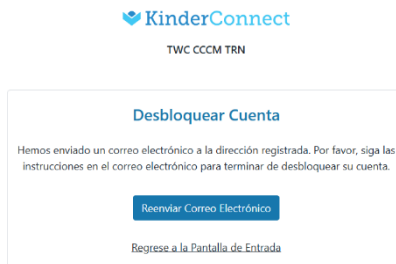 KinderConnect
TWC CCCM TRN
Desbloquear Cuenta
Hemos enviado un correo electrónico a la dirección registrada. Por favor, siga las
instrucciones en el correo electrónico para terminar de desbloquear su cuenta.
Reenviar Correo Electrónico
Regrese a la Pantalla de Entrada